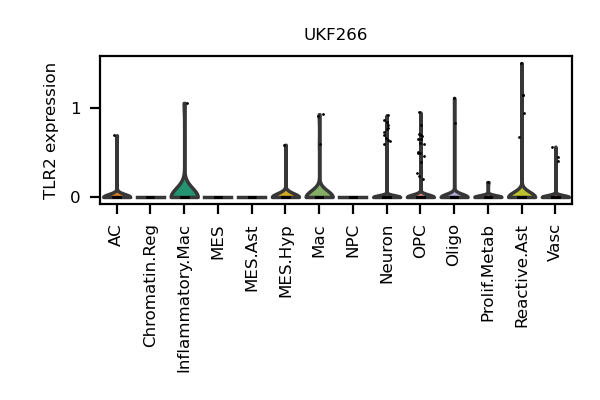 UKF266
TLR2 expression
1
0
AC
Chromatin.Reg
Inflammatory.Mac
MES
MES.Ast
MES.Hyp
Mac
NPC
Neuron
OPC
Oligo
Prolif.Metab
Reactive.Ast
Vasc